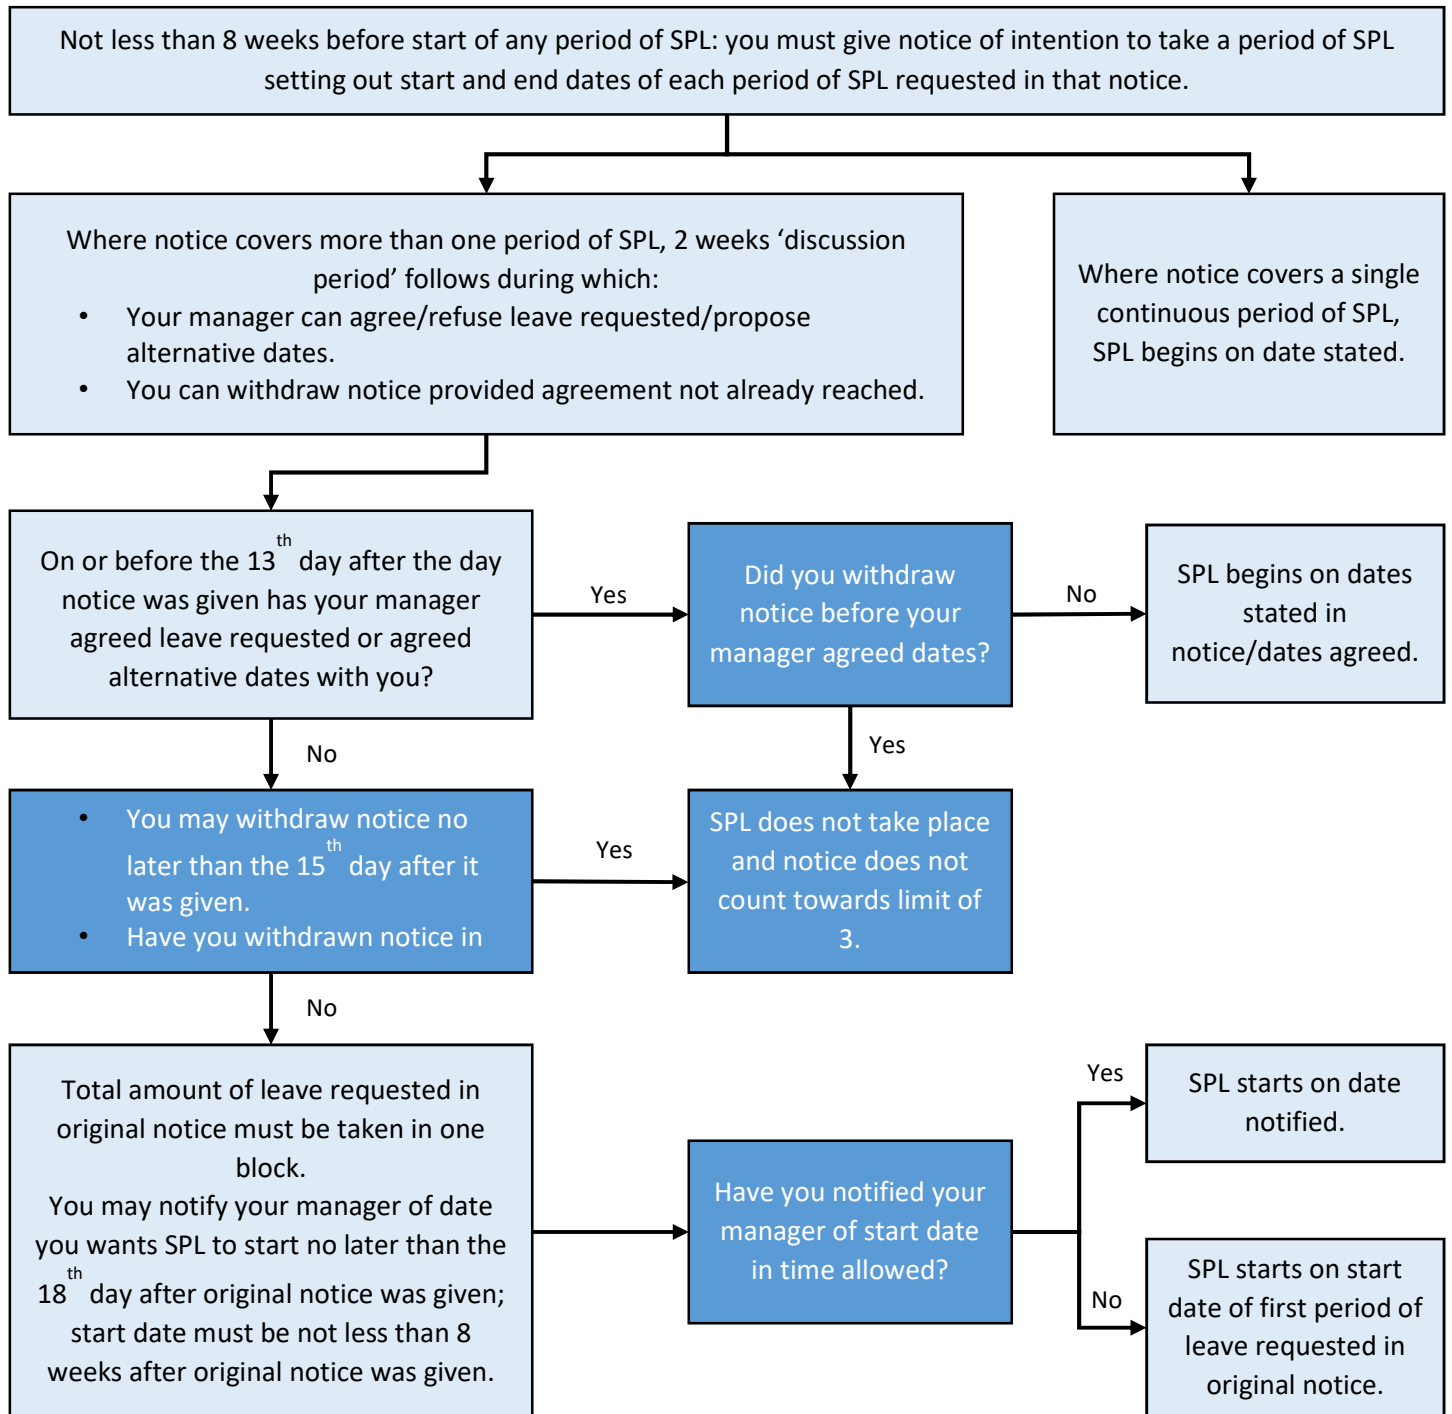 Not less than 8 weeks before start of any period of SPL: you must give notice of intention to take a period of SPL
setting out start and end dates of each period of SPL requested in that notice.
Where notice covers more than one period of SPL, 2 weeks ‘discussion
period’ follows during which:
• Your manager can agree/refuse leave requested/propose
alternative dates.
• You can withdraw notice provided agreement not already reached.
Where notice covers a single
continuous period of SPL,
SPL begins on date stated.
On or before the 13th day after the day
notice was given has your manager
agreed leave requested or agreed
alternative dates with you?
Yes
Did you withdraw
notice before your
manager agreed dates?
No
SPL begins on dates
stated in
notice/dates agreed.
No
Yes
• You may withdraw notice no
later than the 15th day after it
was given.
• Have you withdrawn notice in
Yes
SPL does not take place
and notice does not
count towards limit of
3.
No
Total amount of leave requested in
original notice must be taken in one
block.
You may notify your manager of date
you wants SPL to start no later than the
18th day after original notice was given;
start date must be not less than 8
weeks after original notice was given.
Have you notified your
manager of start date
in time allowed?
Yes
SPL starts on date
notified.
No
SPL starts on start
date of first period of
leave requested in
original notice.